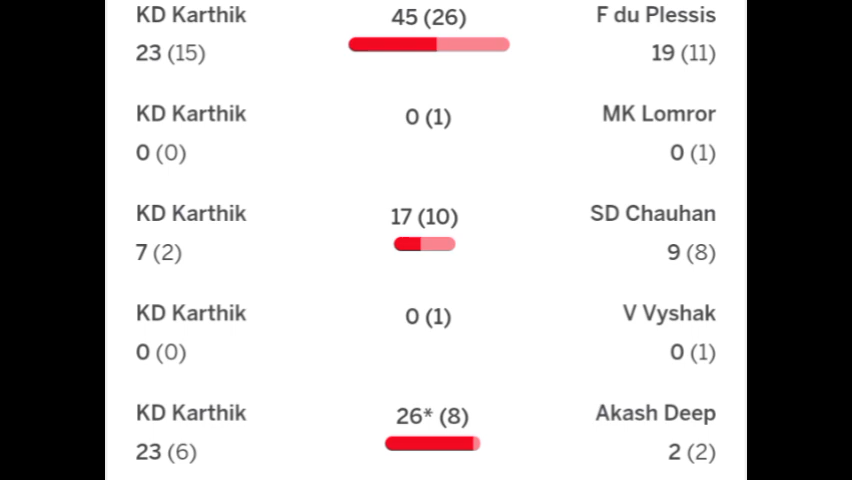 KD Karthik 45 (26) F du Plessis
23 (15) 19 (11)
KD Karthik 0 (1) MK Lomror
0 (0) 0 (1)
KD Karthik 17 (10) SD Chauhan
7 (2) 9 (8)
KD Karthik 0 (1) V Vyshak
0 (0) 0 (1)
KD Karthik 26* (8) Akash Deep
23 (6) 2 (2)